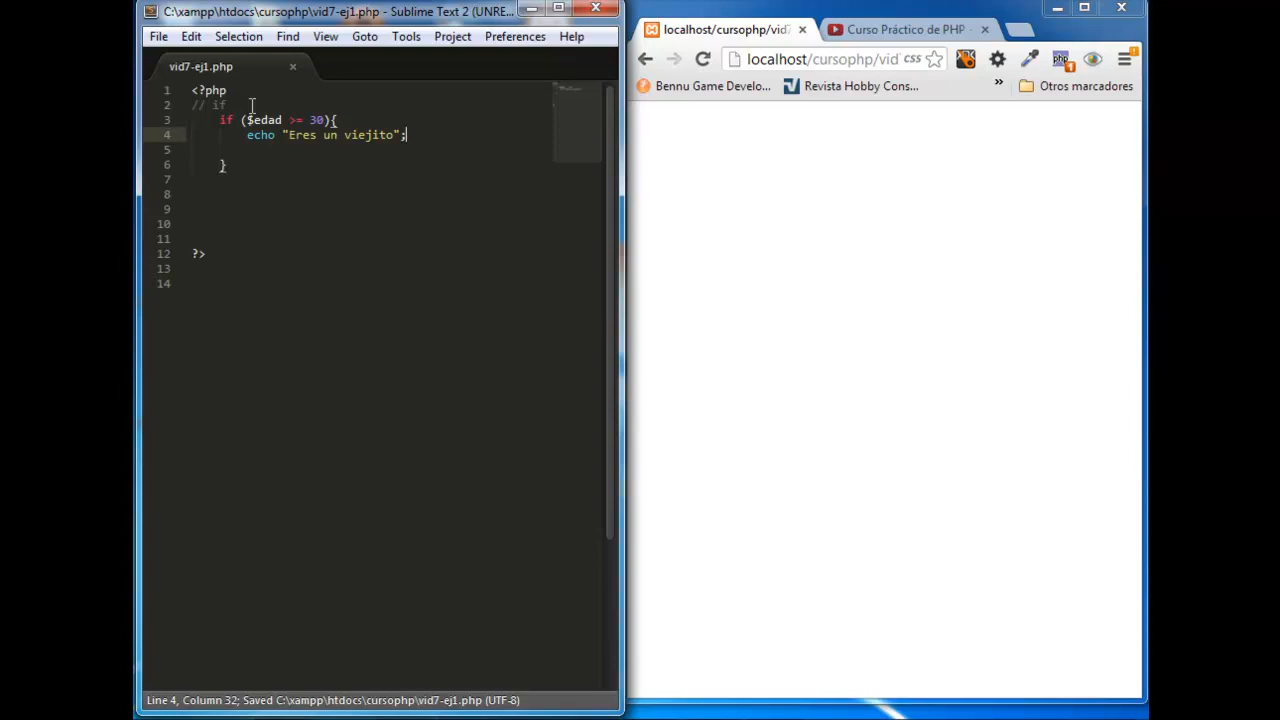 C:\xampp\htdocs\cursophp\vid7-ej1.php - Sublime Text 2 (UNRE...
File Edit Selection Find View Goto Tools Project Preferences Help
vid7-ej1.php
1 <?php
2 // if
3 if ($edad >= 30){
4 echo "Eres un viejito";
5
6 }
7
8
9
10
11
12 ?>
13
14
Line 4, Column 32; Saved C:\xampp\htdocs\cursophp\vid7-ej1.php (UTF-8)
localhost/cursophp/vid7
Curso Práctico de PHP -
localhost/cursophp/vid css php 1
Bennu Game Develo... Revista Hobby Cons... » Otros marcadores